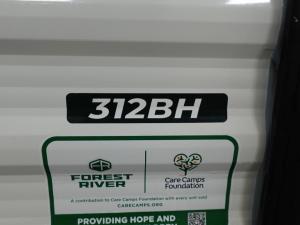 312BH
FR
FOREST
RIVER
Care Camps
Foundation
A contribution to Care Camps Foundation with every unit sold
CARECAMPS.ORG
PROVIDING HOPE AND